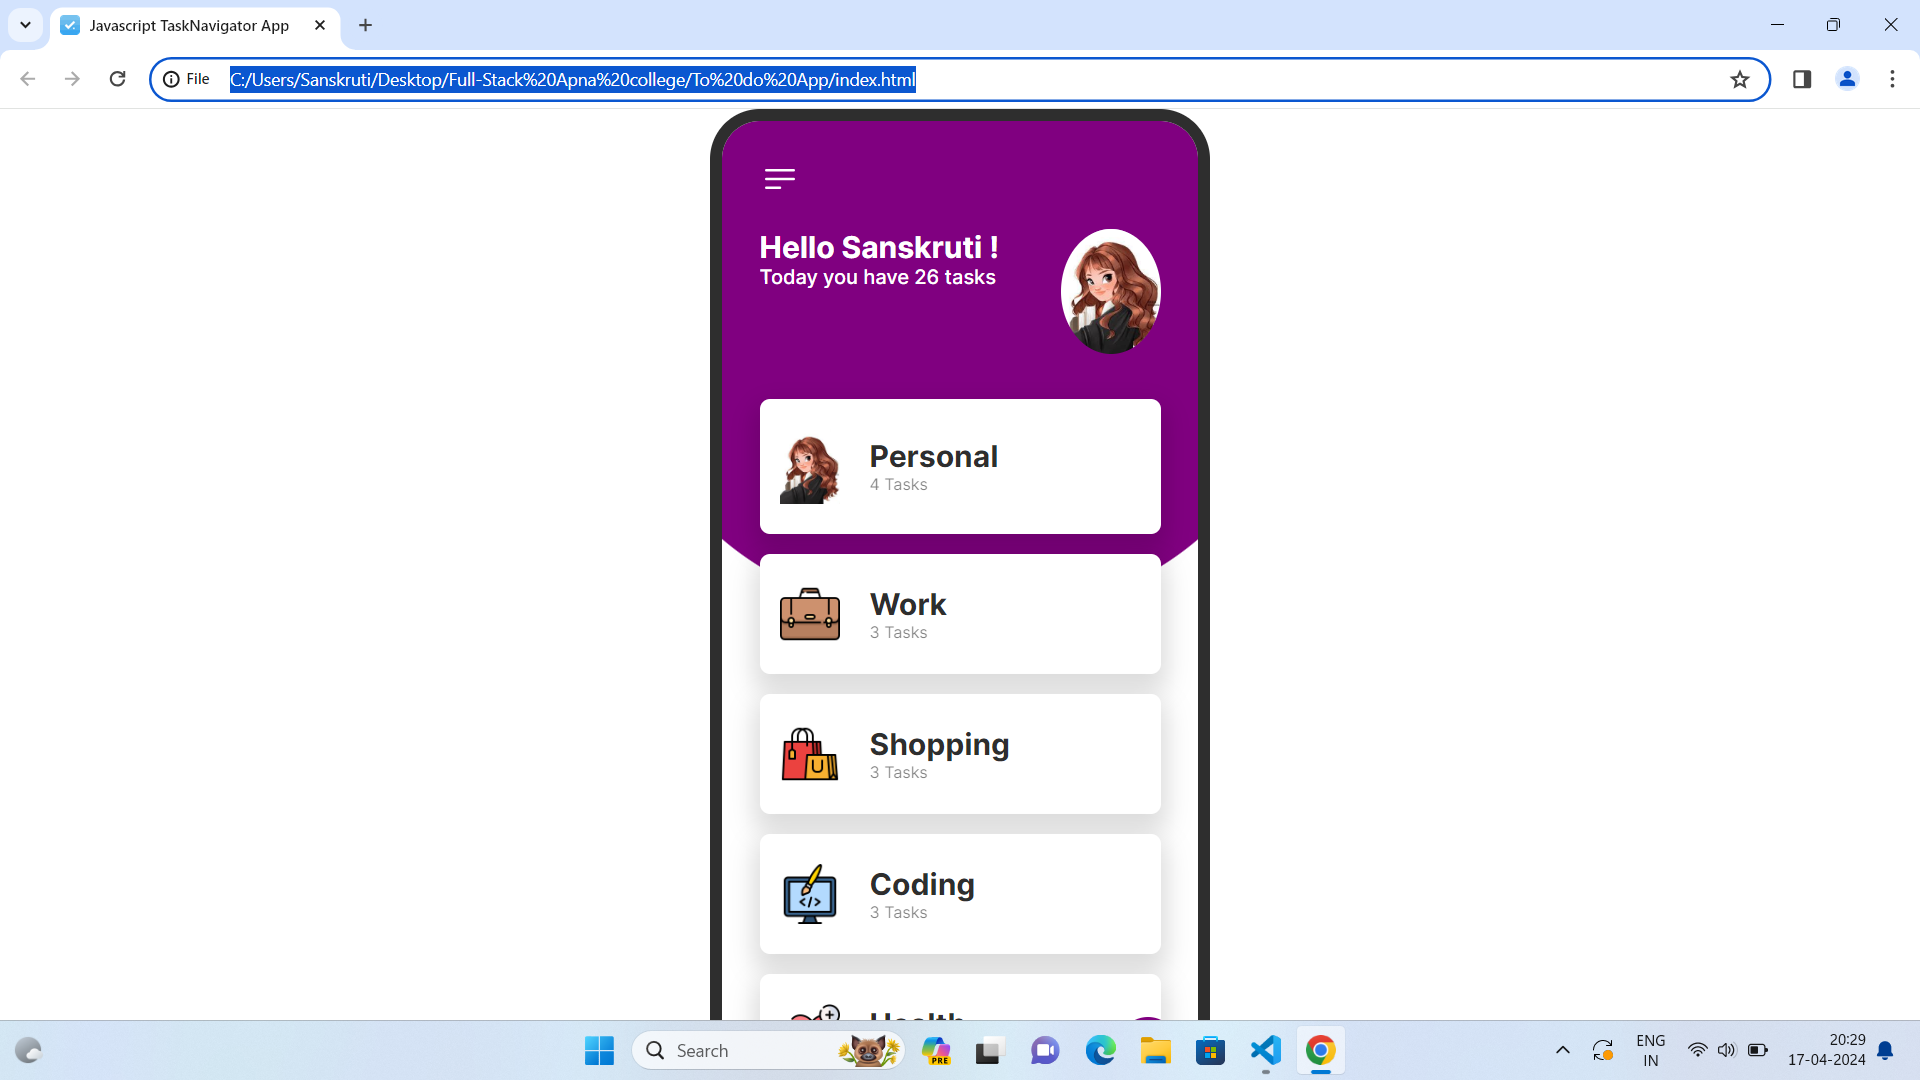 Javascript TaskNavigator App
File C:/Users/Sanskruti/Desktop/Full-Stack%20Apna%20college/To%20do%20App/index.html
Hello Sanskruti !
Today you have 26 tasks
Personal
4 Tasks
Work
3 Tasks
Shopping
3 Tasks
Coding
3 Tasks
Health
Search
PRE
ENG
IN
20:29
17-04-2024